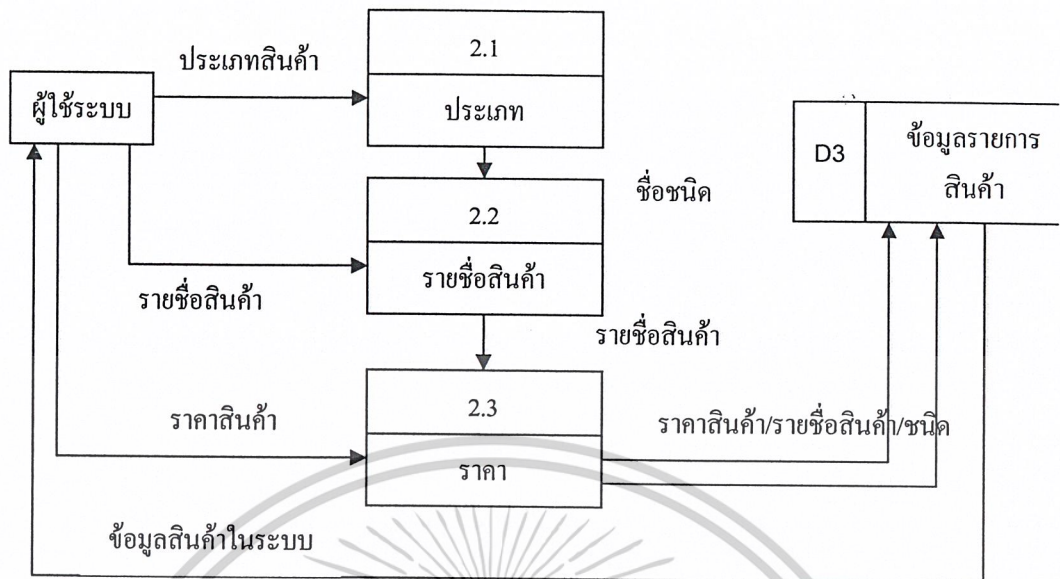 2.1
ประเภทสินค้า
ผู้ใช้ระบบ
ประเภท
D3
ข้อมูลรายการ
สินค้า
ชื่อชนิค
2.2
รายชื่อสินค้า
รายชื่อสินค้า
รายชื่อสินค้า
2.3
ราคาสินค้า
ราคาสินค้า/รายชื่อสินค้า/ชนิค
ราคา
ข้อมูลสินค้าในระบบ